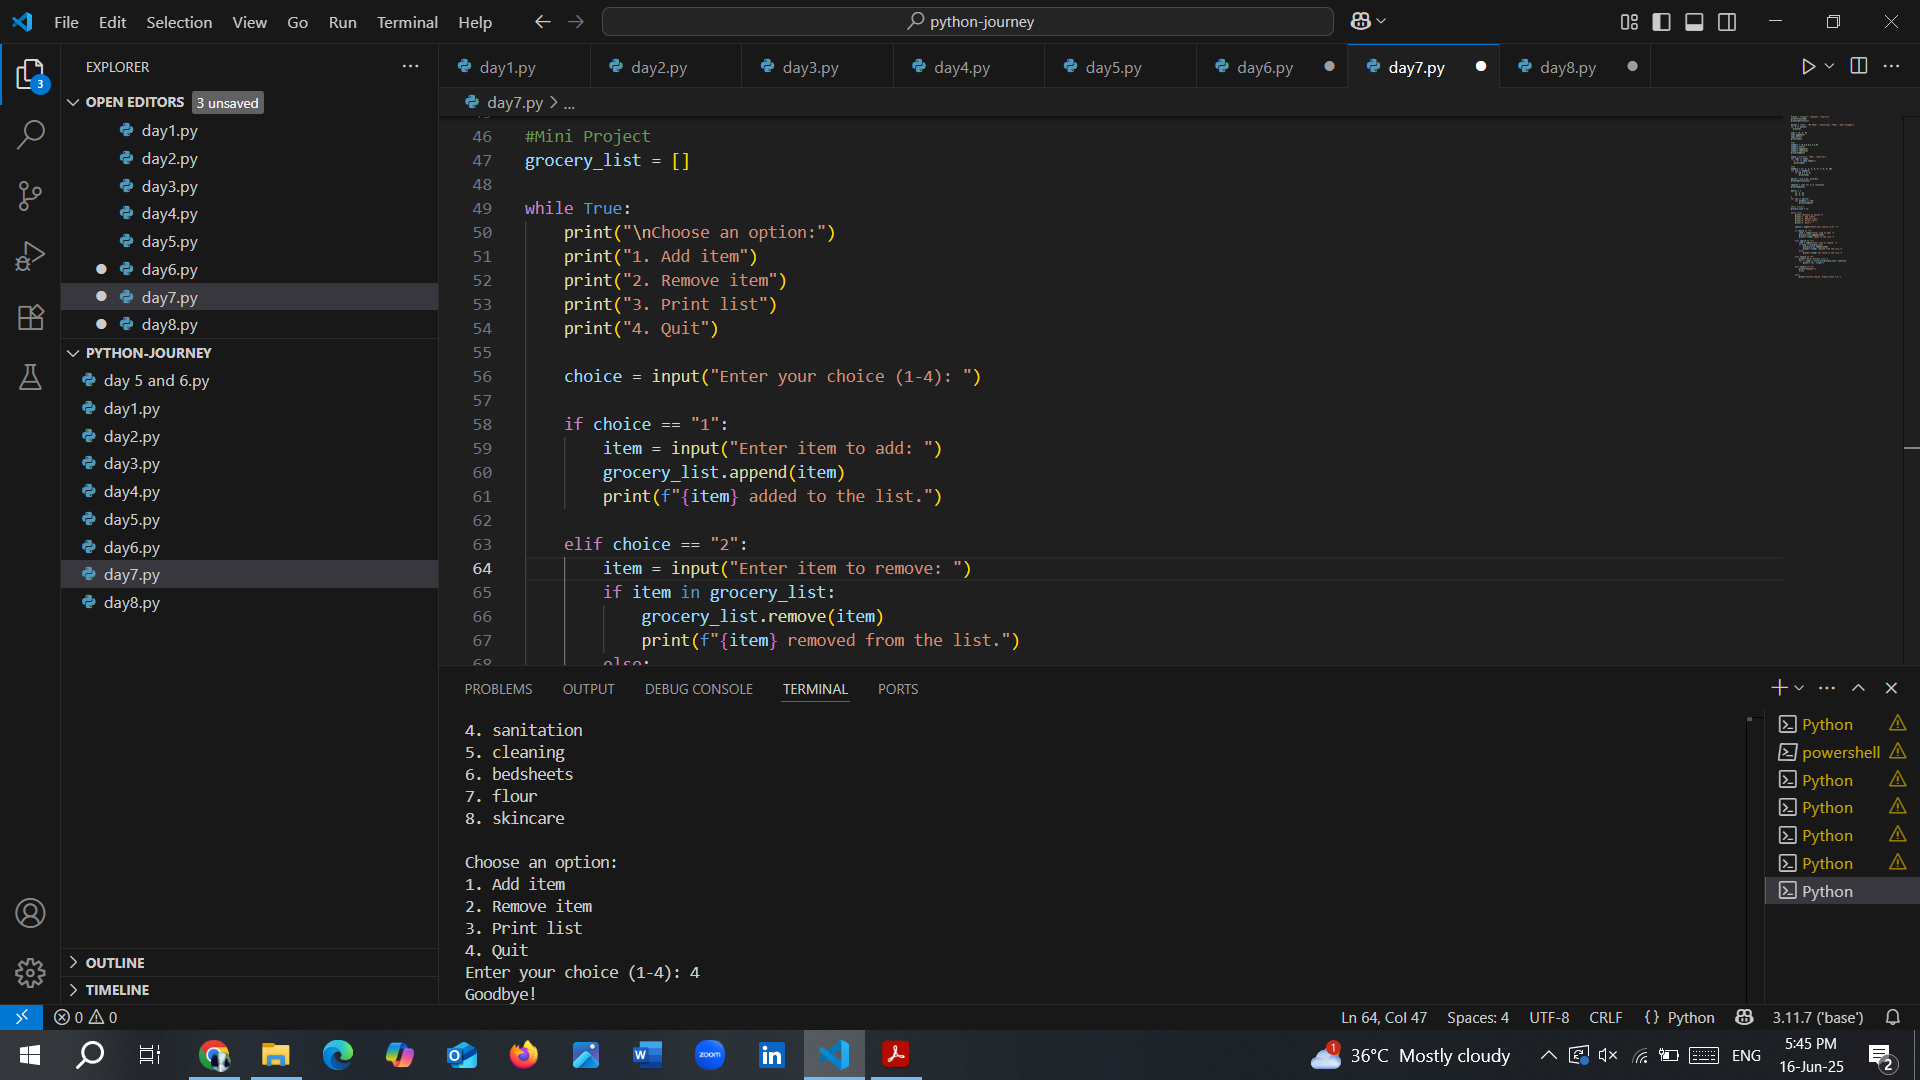 File Edit Selection View Go Run Terminal Help
python-journey
EXPLORER
OPEN EDITORS 3 unsaved
day1.py
day2.py
day3.py
day4.py
day5.py
day6.py
day7.py
day8.py
PYTHON-JOURNEY
day 5 and 6.py
day1.py
day2.py
day3.py
day4.py
day5.py
day6.py
day7.py
day8.py
OUTLINE
TIMELINE
3
day1.py day2.py day3.py day4.py day5.py day6.py day7.py day8.py
day7.py > ...
46 #Mini Project
47 grocery_list = []
48
49 while True:
50     print("\nChoose an option:")
51     print("1. Add item")
52     print("2. Remove item")
53     print("3. Print list")
54     print("4. Quit")
55
56     choice = input("Enter your choice (1-4): ")
57
58     if choice == "1":
59         item = input("Enter item to add: ")
60         grocery_list.append(item)
61         print(f"{item} added to the list.")
62
63     elif choice == "2":
64         item = input("Enter item to remove: ")
65         if item in grocery_list:
66             grocery_list.remove(item)
67             print(f"{item} removed from the list.")
68         else:
PROBLEMS OUTPUT DEBUG CONSOLE TERMINAL PORTS
4. sanitation
5. cleaning
6. bedsheets
7. flour
8. skincare

Choose an option:
1. Add item
2. Remove item
3. Print list
4. Quit
Enter your choice (1-4): 4
Goodbye!
Python
powershell
Python
Python
Python
Python
Python
0 0
Ln 64, Col 47 Spaces: 4 UTF-8 CRLF {} Python 3.11.7 ('base')
zoom
1
36°C Mostly cloudy
ENG
5:45 PM
16-Jun-25
2